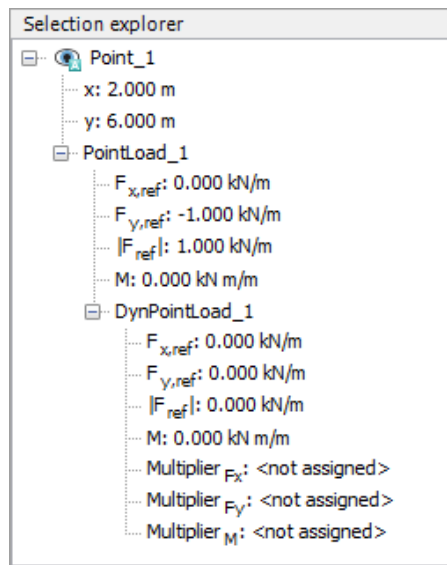 Selection explorer
Point_1
x: 2.000 m
y: 6.000 m
PointLoad_1
Fx,ref: 0.000 kN/m
Fy,ref: -1.000 kN/m
|Fref|: 1.000 kN/m
M: 0.000 kN m/m
DynPointLoad_1
Fx,ref: 0.000 kN/m
Fy,ref: 0.000 kN/m
|Fref|: 0.000 kN/m
M: 0.000 kN m/m
Multiplier Fx: <not assigned>
Multiplier Fy: <not assigned>
Multiplier M: <not assigned>